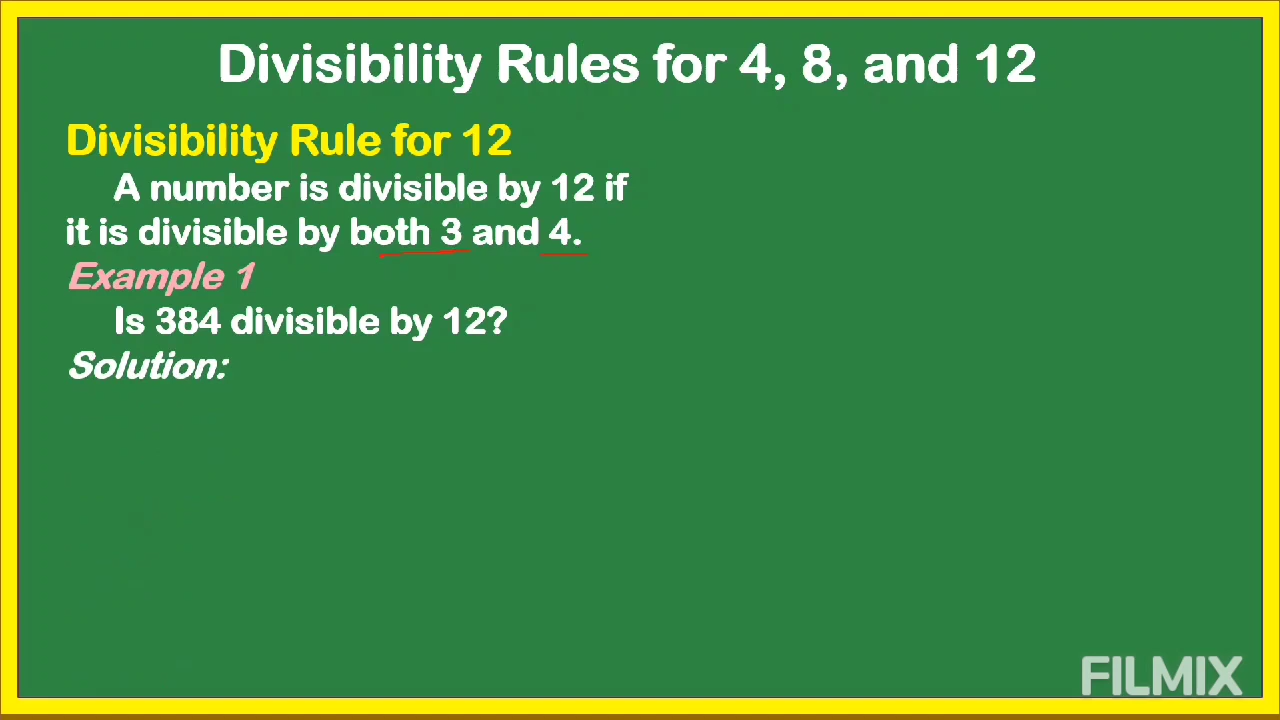 Divisibility Rules for 4, 8, and 12
Divisibility Rule for 12
A number is divisible by 12 if
it is divisible by both 3 and 4.
Example 1
Is 384 divisible by 12?
Solution:
FILMIX